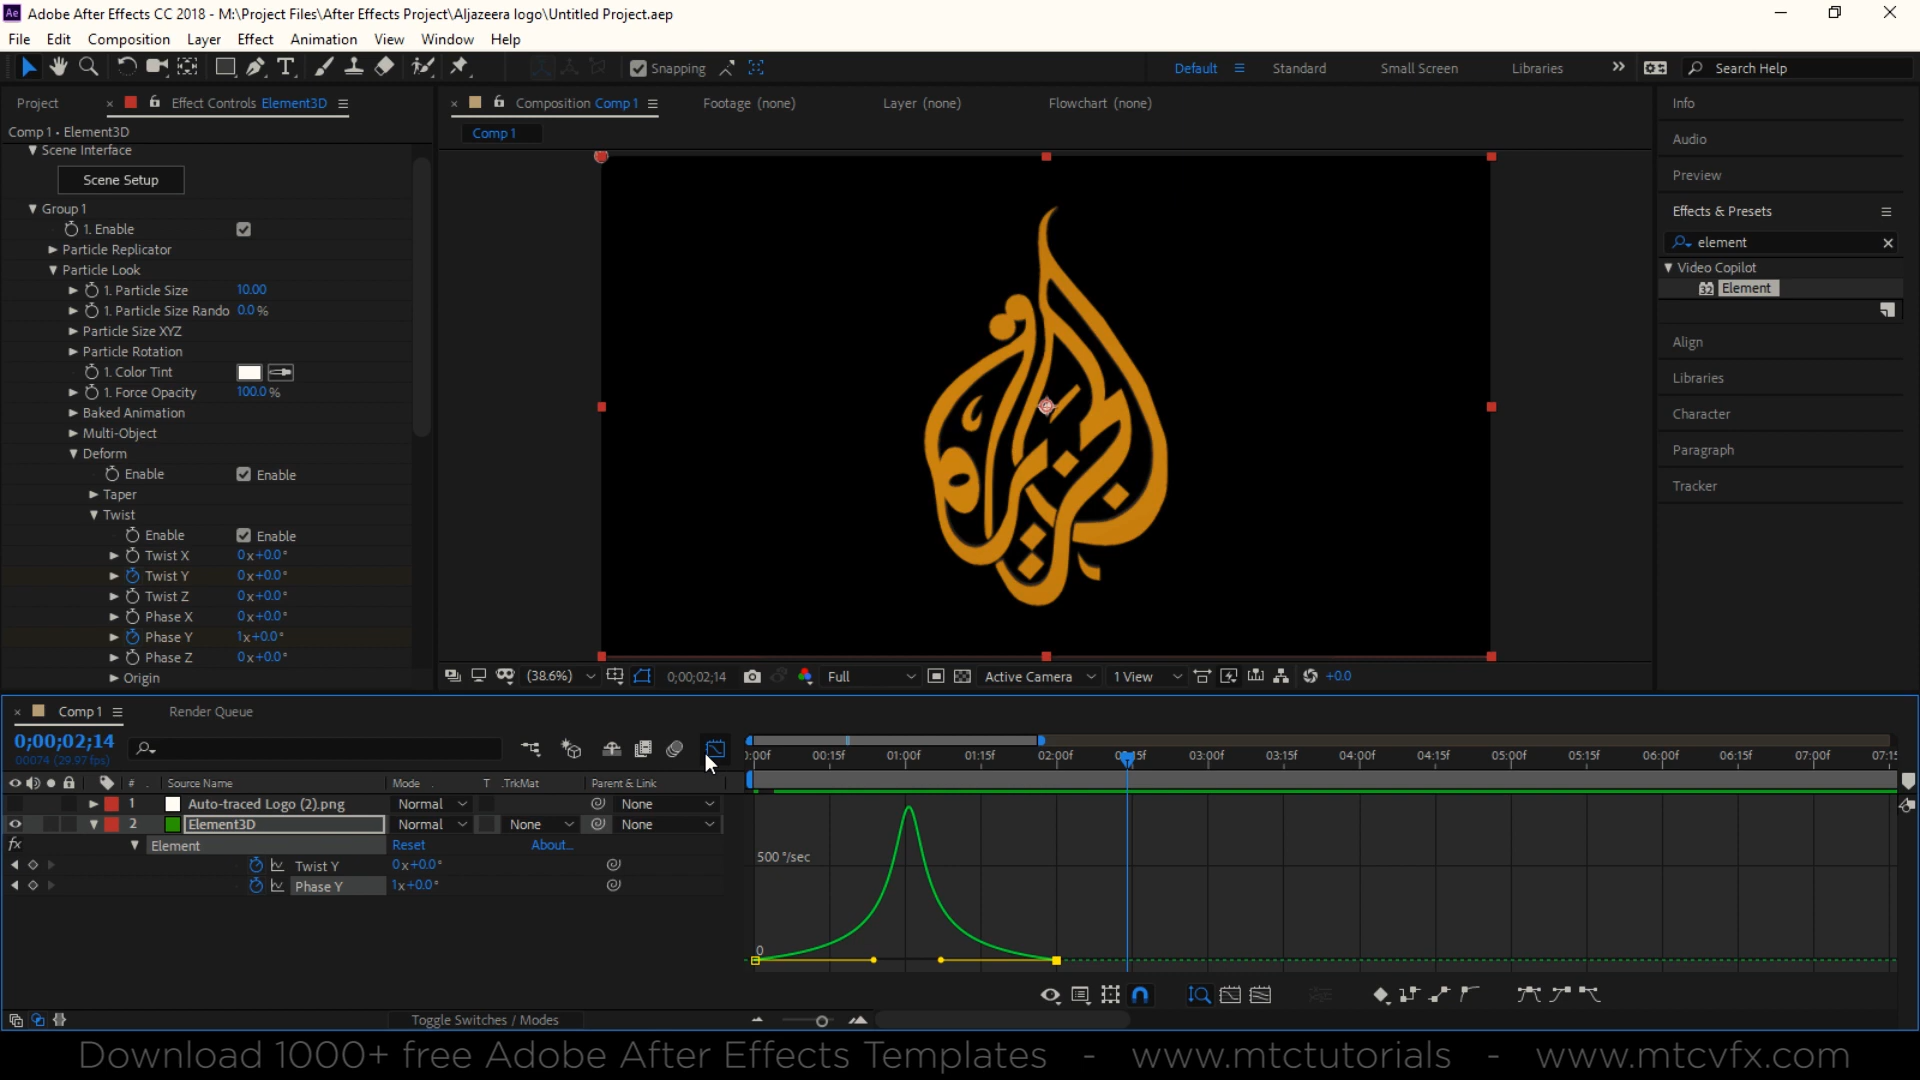 Adobe After Effects CC 2018 - M:\Project Files\After Effects Project\Aljazeera logo\Untitled Project.aep
File Edit Composition Layer Effect Animation View Window Help
Snapping Default Standard Small Screen Libraries Search Help
Project Effect Controls Element3D Composition Comp 1 Footage (none) Layer (none) Flowchart (none)
Comp 1 • Element3D
Comp 1
Scene Interface
Scene Setup
Group 1
1. Enable
Particle Replicator
Particle Look
1. Particle Size 10.00
1. Particle Size Rando 0.0 %
Particle Size XYZ
Particle Rotation
1. Color Tint
1. Force Opacity 100.0 %
Baked Animation
Multi-Object
Deform
Enable Enable
Taper
Twist
Enable Enable
Twist X 0x+0.0°
Twist Y 0x+0.0°
Twist Z 0x+0.0°
Phase X 0x+0.0°
Phase Y 1x+0.0°
Phase Z 0x+0.0°
Origin
الجزيرة
(38.6%) 0;00;02;14 Full Active Camera 1 View +0.0
Info
Audio
Preview
Effects & Presets
element
Video Copilot
32 Element
Align
Libraries
Character
Paragraph
Tracker
Comp 1 Render Queue
0;00;02;14
00074 (29.97 fps)
:00f 00:15f 01:00f 01:15f 02:00f 03:00f 03:15f 04:00f 04:15f 05:00f 05:15f 06:00f 06:15f 07:00f 07:15
# Source Name Mode T .TrkMat Parent & Link
1 Auto-traced Logo (2).png Normal None
2 Element3D Normal None None
fx Element Reset About...
Twist Y 0x+0.0°
Phase Y 1x+0.0°
500 °/sec
0
Toggle Switches / Modes
Download 1000+ free Adobe After Effects Templates - www.mtctutorials - www.mtcvfx.com